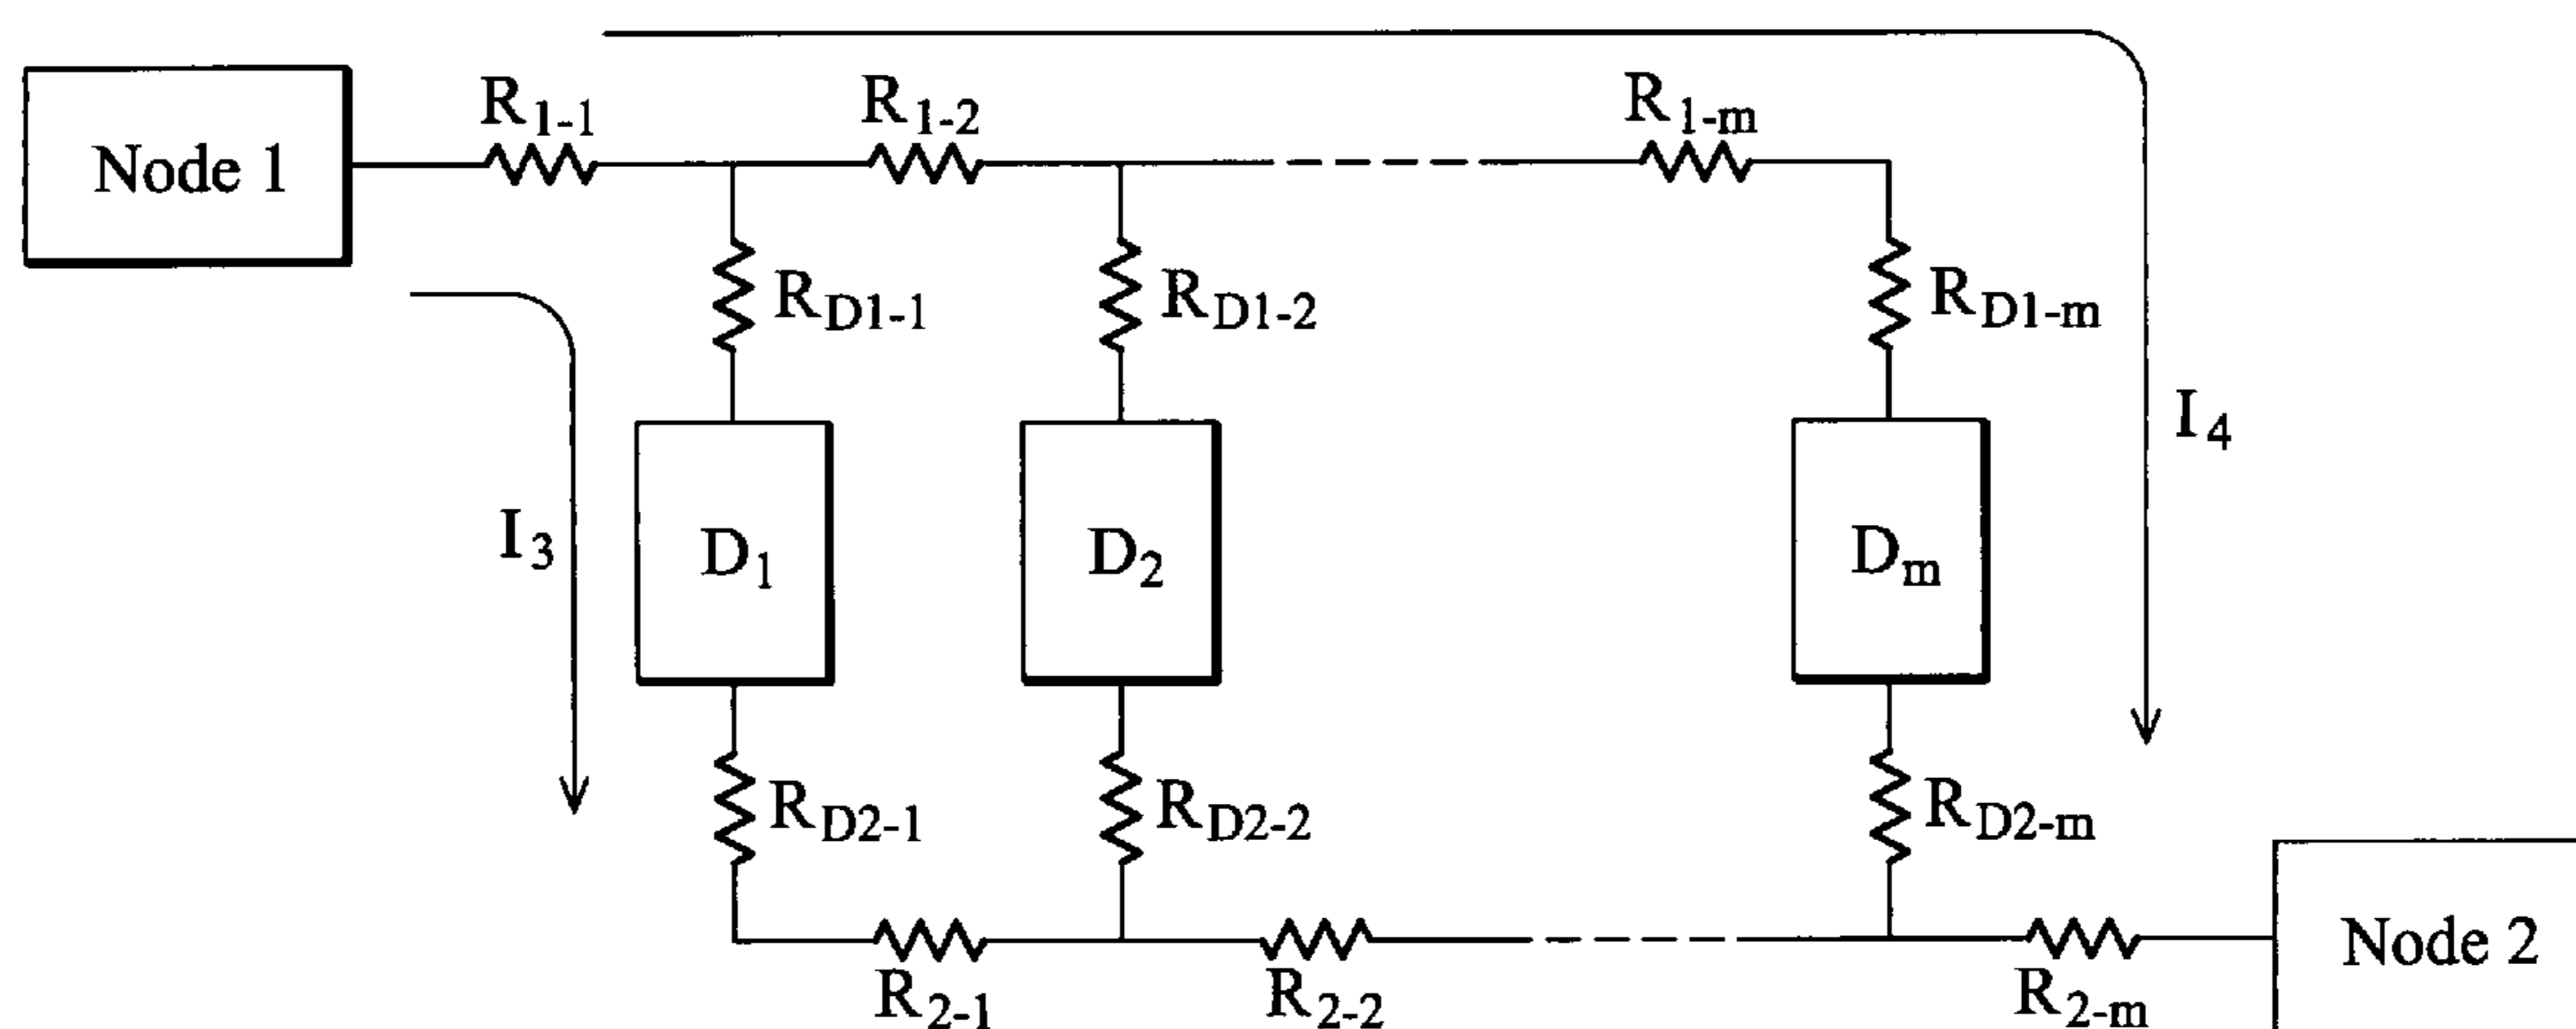 R1-1
R1-2
R1-m
Node 1
RD1-1
RD1-2
RD1-m
I4
I3
D1
D2
Dm
RD2-1
RD2-2
RD2-m
Node 2
R2-1
R2-2
R2-m